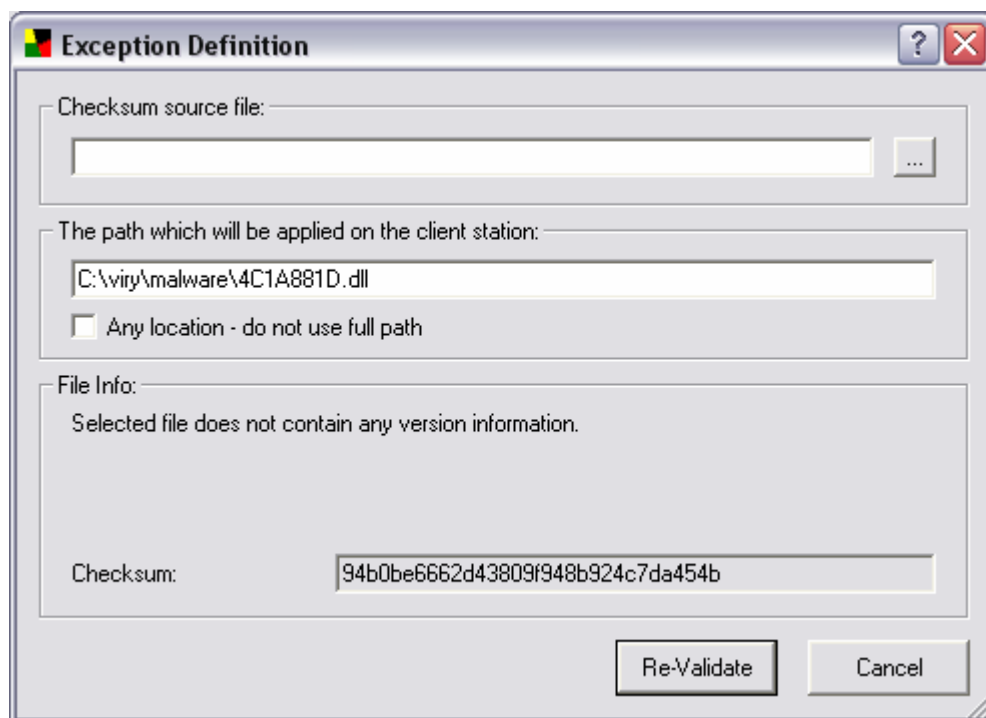 Exception Definition
Checksum source file:
...
The path which will be applied on the client station:
C:\viry\malware\4C1A881D.dll
Any location - do not use full path
File Info:
Selected file does not contain any version information.
Checksum: 94b0be6662d43809f948b924c7da454b
Re-Validate Cancel